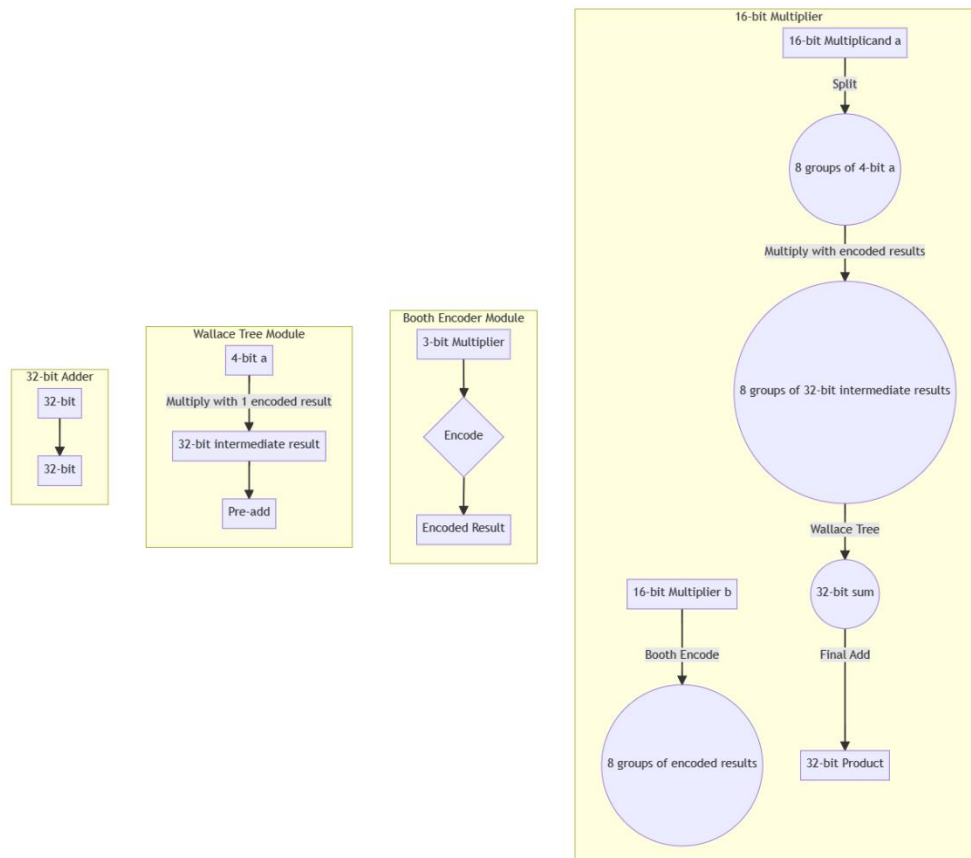 32-bit Adder
32-bit
32-bit
Wallace Tree Module
4-bit a
Multiply with 1 encoded result
32-bit intermediate result
Pre-add
Booth Encoder Module
3-bit Multiplier
Encode
Encoded Result
16-bit Multiplier
16-bit Multiplicand a
Split
8 groups of 4-bit a
Multiply with encoded results
8 groups of 32-bit intermediate results
Wallace Tree
32-bit sum
Final Add
32-bit Product
16-bit Multiplier b
Booth Encode
8 groups of encoded results